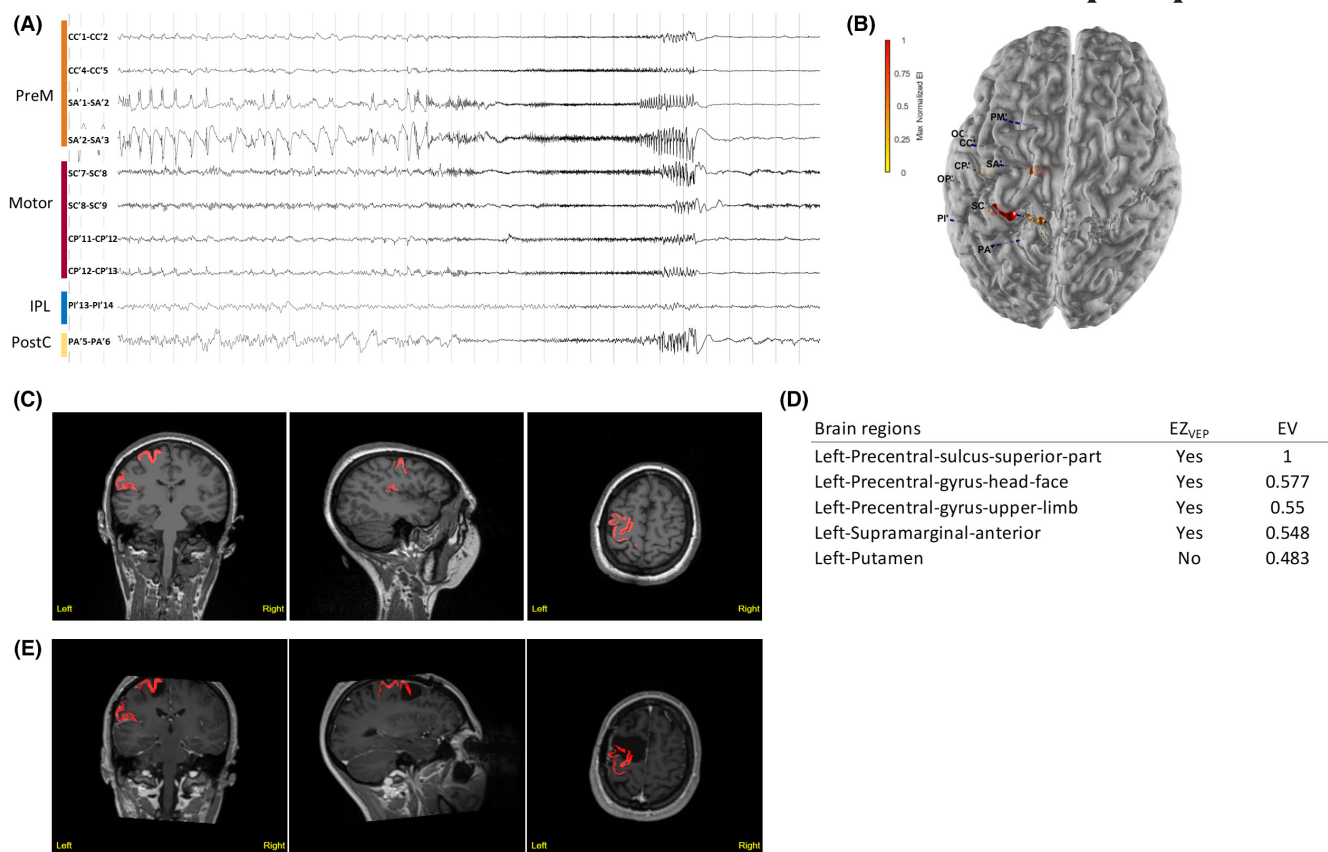 (A)
PreM
Motor
IPL
PostC
CC'1-CC'2
CC'4-CC'5
SA'1-SA'2
SA'2-SA'3
SC'7-SC'8
SC'8-SC'9
CP'11-CP'12
CP'12-CP'13
PI'13-PI'14
PA'5-PA'6
(B)
1
0.75
0.5
0.25
0
Max Normalized EI
PM'
OC
CC'
CP'
SA'
OP'
SC
PI'
PA'
(C)
Left Right
Left Right
Left Right
(D)
Brain regions EZVEP EV
Left-Precentral-sulcus-superior-part Yes 1
Left-Precentral-gyrus-head-face Yes 0.577
Left-Precentral-gyrus-upper-limb Yes 0.55
Left-Supramarginal-anterior Yes 0.548
Left-Putamen No 0.483
(E)
Left Right
Left Right
Left Right